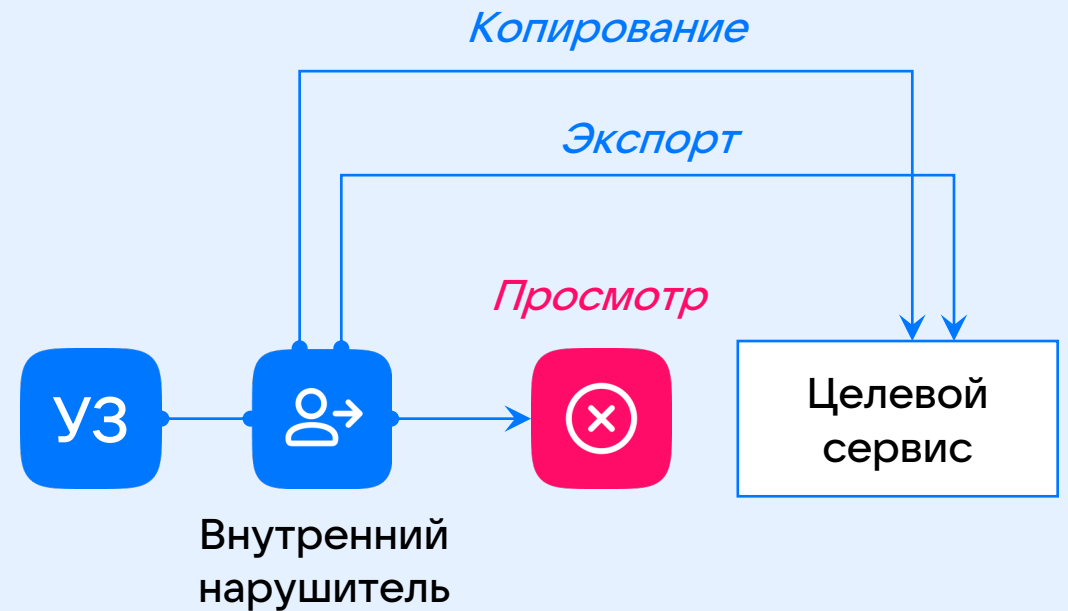 Копирование
Экспорт
Просмотр
УЗ
Целевой
сервис
Внутренний
нарушитель